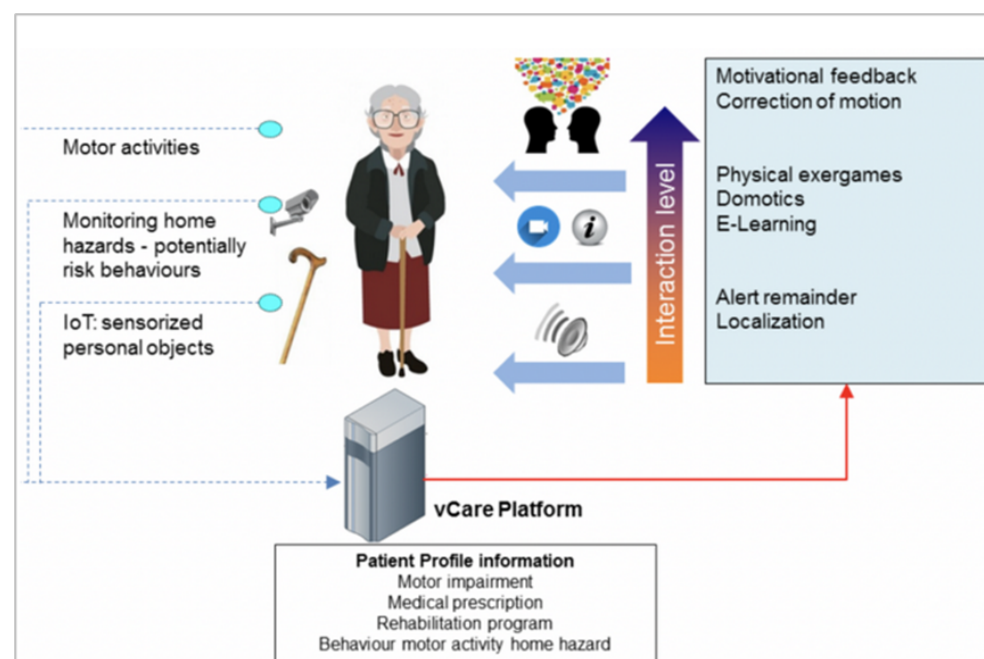 Motor activities
Monitoring home
hazards - potentially
risk behaviours
IoT: sensorized
personal objects
i
Interaction level
Motivational feedback
Correction of motion
Physical exergames
Domotics
E-Learning
Alert remainder
Localization
vCare Platform
Patient Profile information
Motor impairment
Medical prescription
Rehabilitation program
Behaviour motor activity home hazard